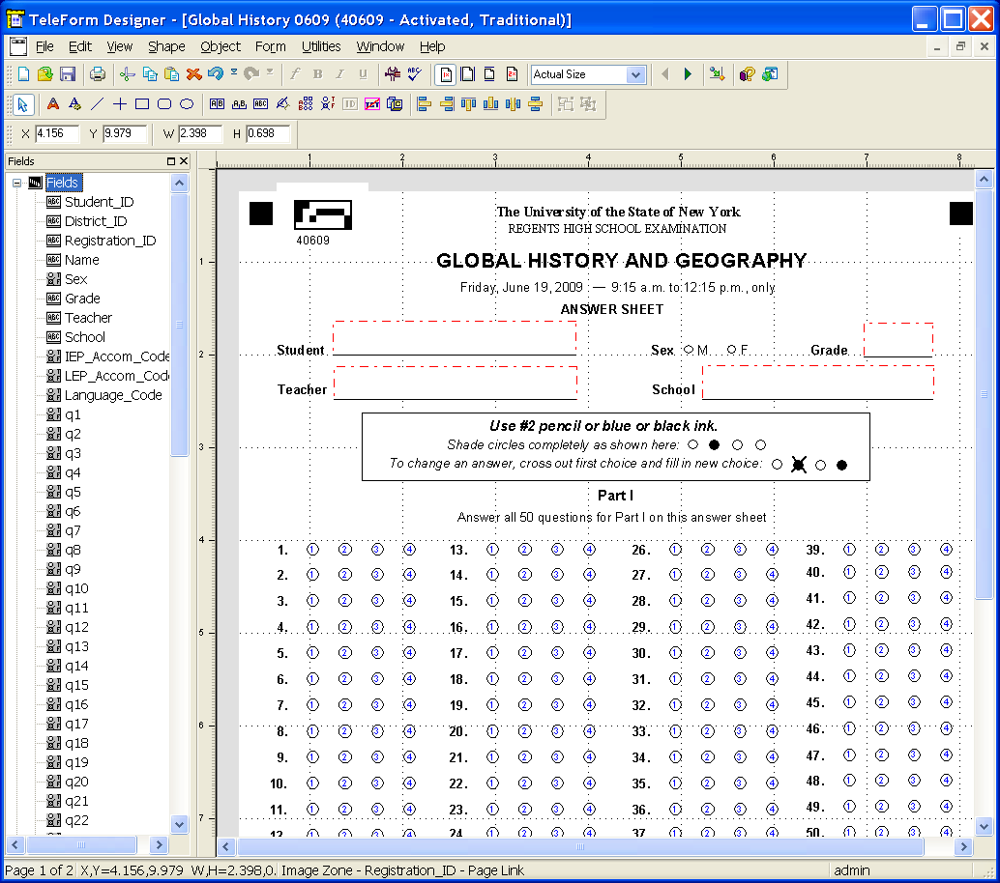 TeleForm Designer - [Global History 0609 (40609 - Activated, Traditional)]
File Edit View Shape Object Form Utilities Window Help
Actual Size
X 4.156 Y 9.979 W 2.398 H 0.698
Fields
1 2 3 4 5 6 7 8
Fields
Student_ID
District_ID
Registration_ID
Name
Sex
Grade
Teacher
School
IEP_Accom_Code
LEP_Accom_Code
Language_Code
q1
q2
q3
q4
q5
q6
q7
q8
q9
q10
q11
q12
q13
q14
q15
q16
q17
q18
q19
q20
q21
q22
1
2
3
4
5
6
7
40609
The University of the State of New York
REGENTS HIGH SCHOOL EXAMINATION
GLOBAL HISTORY AND GEOGRAPHY
Friday, June 19, 2009 — 9:15 a.m. to 12:15 p.m., only
ANSWER SHEET
Student Sex M F Grade
Teacher School
Use #2 pencil or blue or black ink.
Shade circles completely as shown here:
To change an answer, cross out first choice and fill in new choice:
Part I
Answer all 50 questions for Part I on this answer sheet
1. 1 2 3 4 13. 1 2 3 4 26. 1 2 3 4 39. 1 2 3 4
2. 1 2 3 4 14. 1 2 3 4 27. 1 2 3 4 40. 1 2 3 4
3. 1 2 3 4 15. 1 2 3 4 28. 1 2 3 4 41. 1 2 3 4
4. 1 2 3 4 16. 1 2 3 4 29. 1 2 3 4 42. 1 2 3 4
5. 1 2 3 4 17. 1 2 3 4 30. 1 2 3 4 43. 1 2 3 4
6. 1 2 3 4 18. 1 2 3 4 31. 1 2 3 4 44. 1 2 3 4
7. 1 2 3 4 19. 1 2 3 4 32. 1 2 3 4 45. 1 2 3 4
8. 1 2 3 4 20. 1 2 3 4 33. 1 2 3 4 46. 1 2 3 4
9. 1 2 3 4 21. 1 2 3 4 34. 1 2 3 4 47. 1 2 3 4
10. 1 2 3 4 22. 1 2 3 4 35. 1 2 3 4 48. 1 2 3 4
11. 1 2 3 4 23. 1 2 3 4 36. 1 2 3 4 49. 1 2 3 4
12. 1 2 3 4 24. 1 2 3 4 37. 1 2 3 4 50. 1 2 3 4
Page 1 of 2 X,Y=4.156,9.979 W,H=2.398,0. Image Zone - Registration_ID - Page Link admin